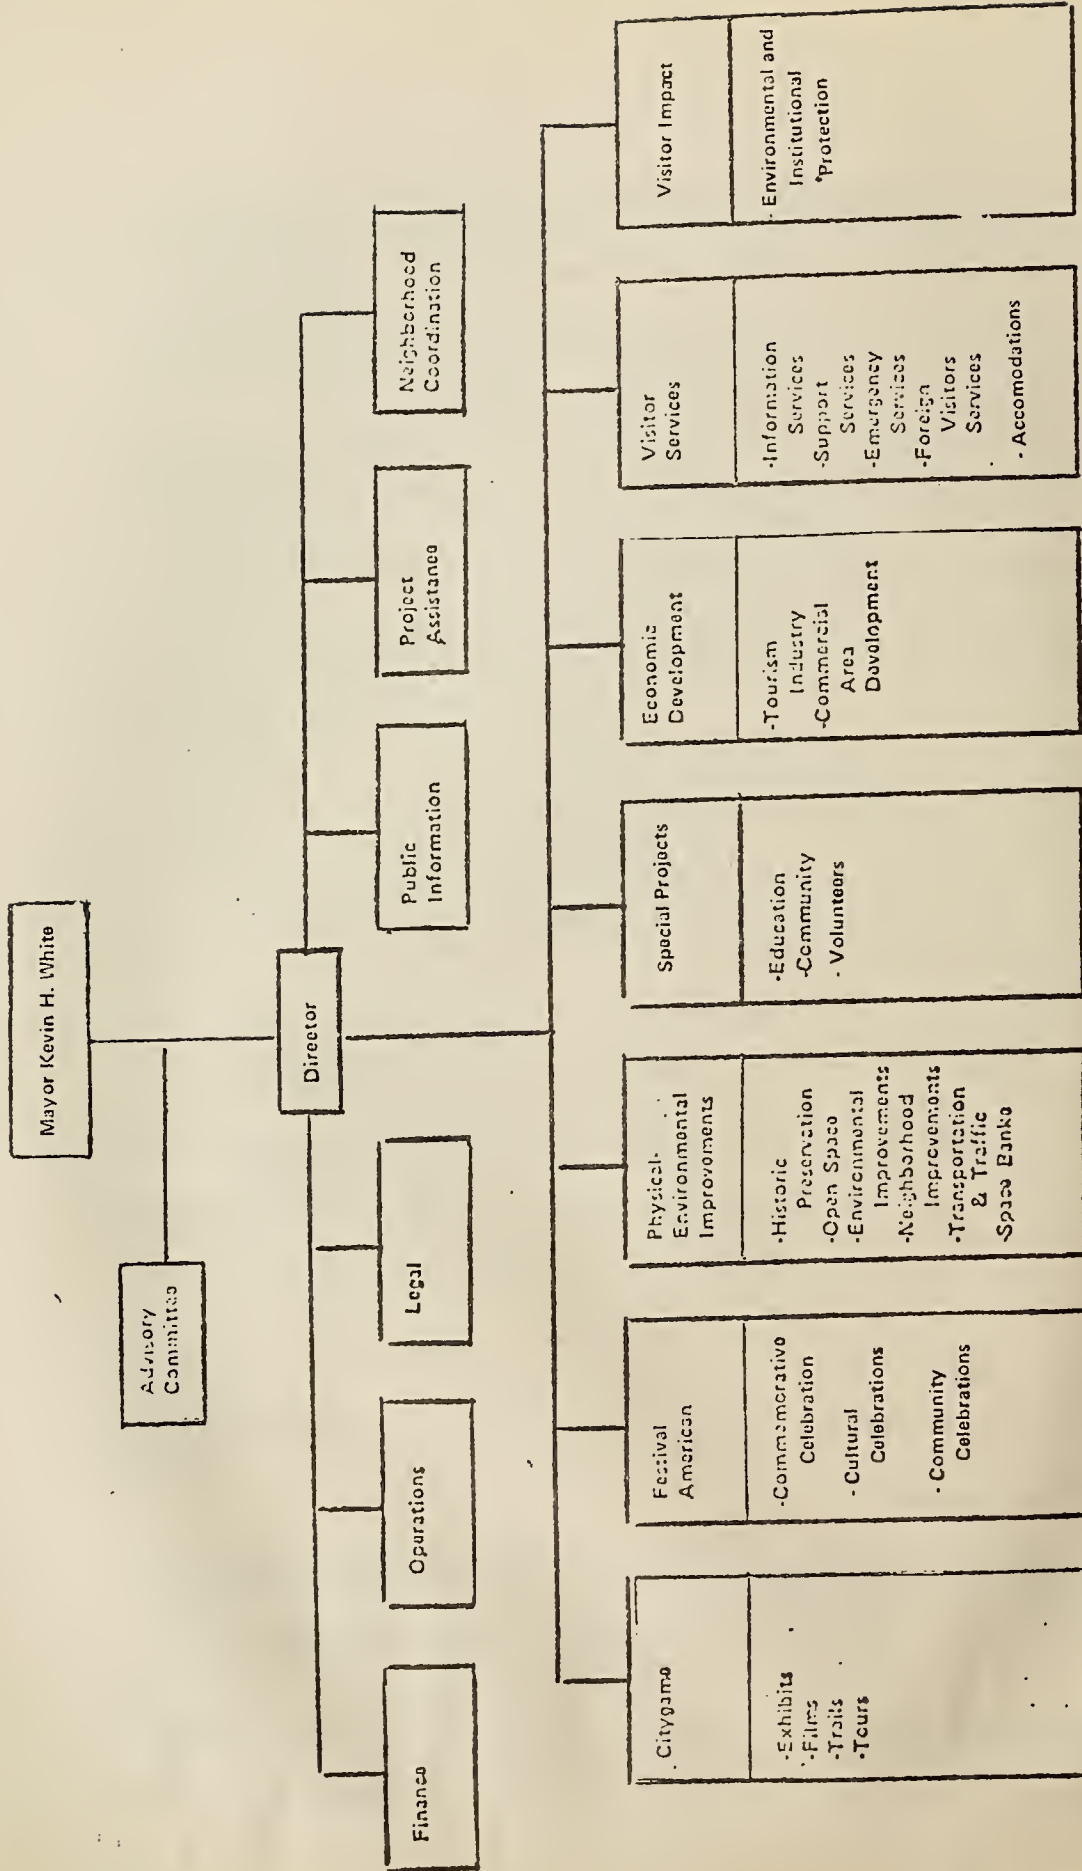 Mayor Kevin H. White
Advisory
Committee
Director
Finance
Operations
Legal
Public
Information
Project
Assistance
Neighborhood
Coordination
Citygame
·Exhibits
·Films
·Trails
·Tours
Festival
American
·Commemorative
Celebration
·Cultural
Celebrations
·Community
Celebrations
Physical-
Environmental
Improvements
·Historic
Preservation
·Open Space
·Environmental
Improvements
·Neighborhood
Improvements
·Transportation
& Traffic
·Space Banks
Special Projects
·Education
·Community
·Volunteers
Economic
Development
·Tourism
Industry
·Commercial
Area
Development
Visitor
Services
·Information
Services
·Support
Services
·Emergency
Services
·Foreign
Visitors
Services
·Accomodations
Visitor Impact
·Environmental and
Institutional
Protection